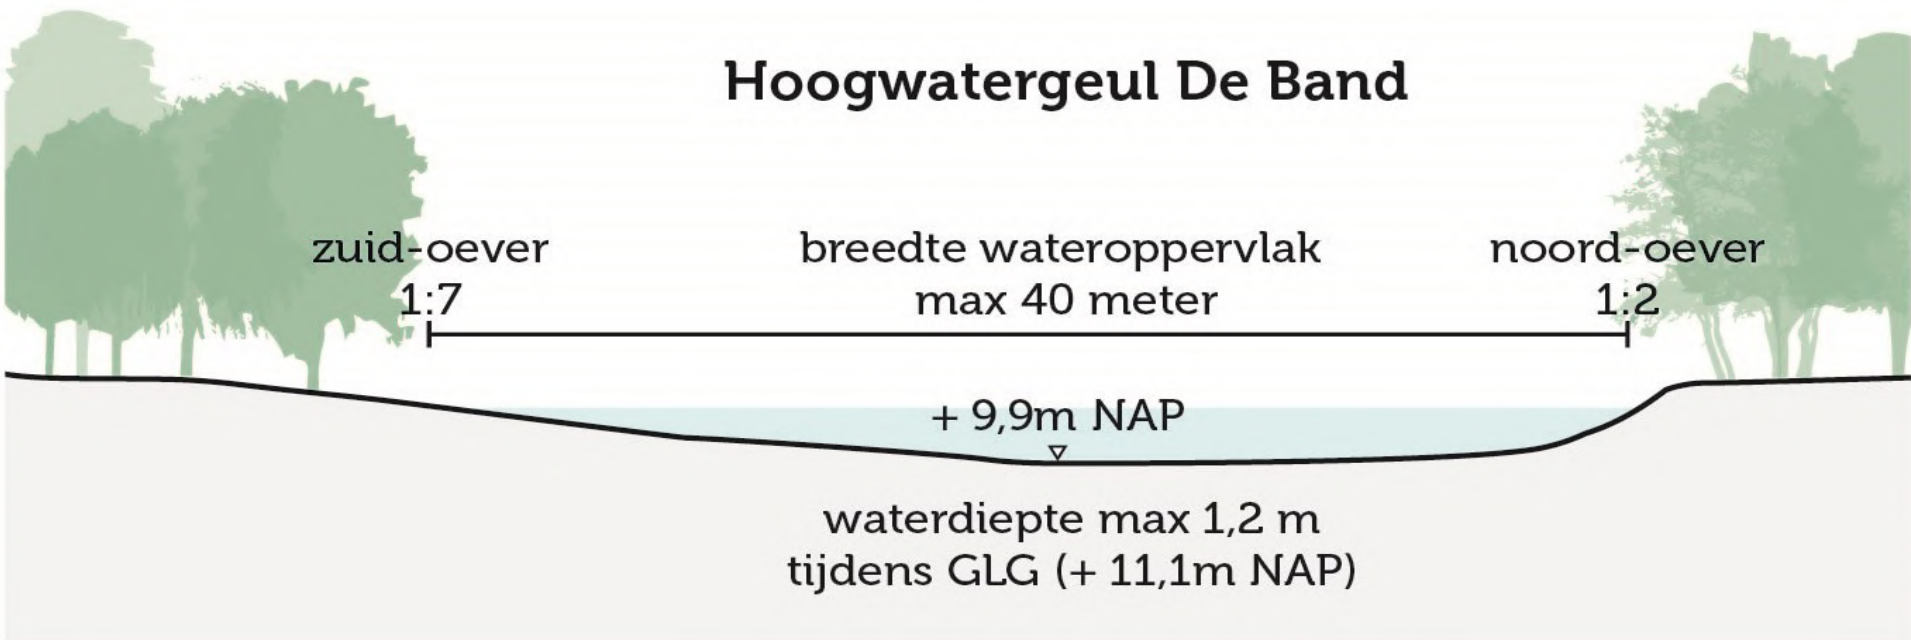 Hoogwatergeul De Band
zuid-oever
1:7
breedte wateroppervlak
max 40 meter
noord-oever
1:2
+ 9,9m NAP
waterdiepte max 1,2 m
tijdens GLG (+ 11,1m NAP)